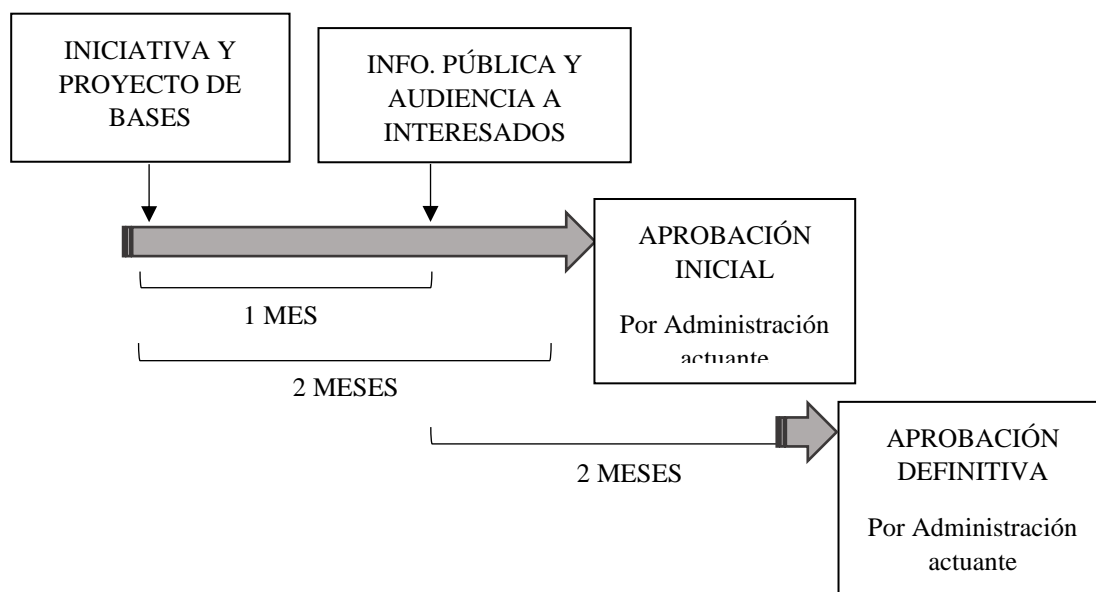 INICIATIVA Y
PROYECTO DE
BASES
INFO. PÚBLICA Y
AUDIENCIA A
INTERESADOS
APROBACIÓN
INICIAL
Por Administración
actuante
1 MES
2 MESES
2 MESES
APROBACIÓN
DEFINITIVA
Por Administración
actuante